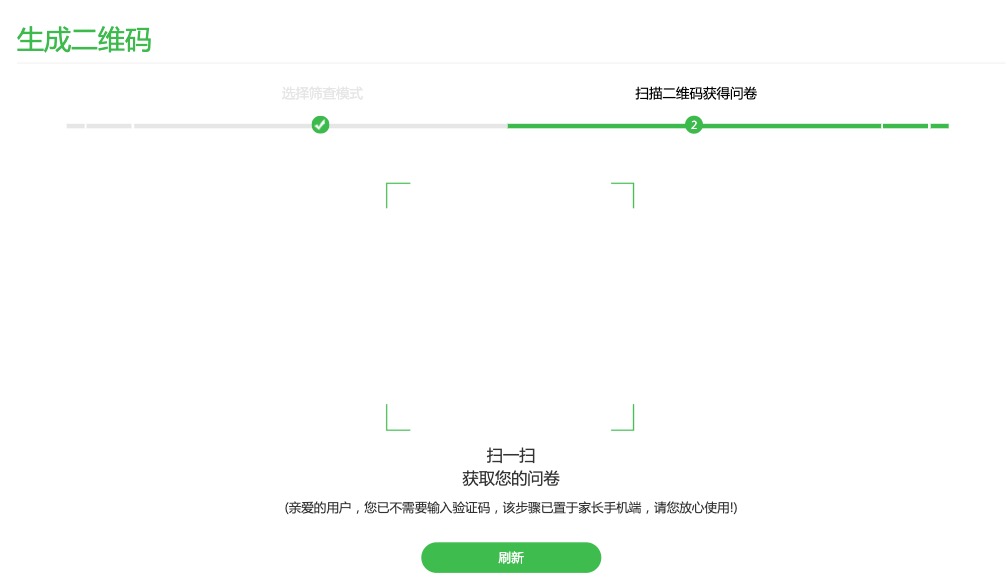 生成二维码
选择筛查模式
扫描二维码获得问卷
2
扫一扫
获取您的问卷
(亲爱的用户，您已不需要输入验证码，该步骤已置于家长手机端，请您放心使用!)
刷新